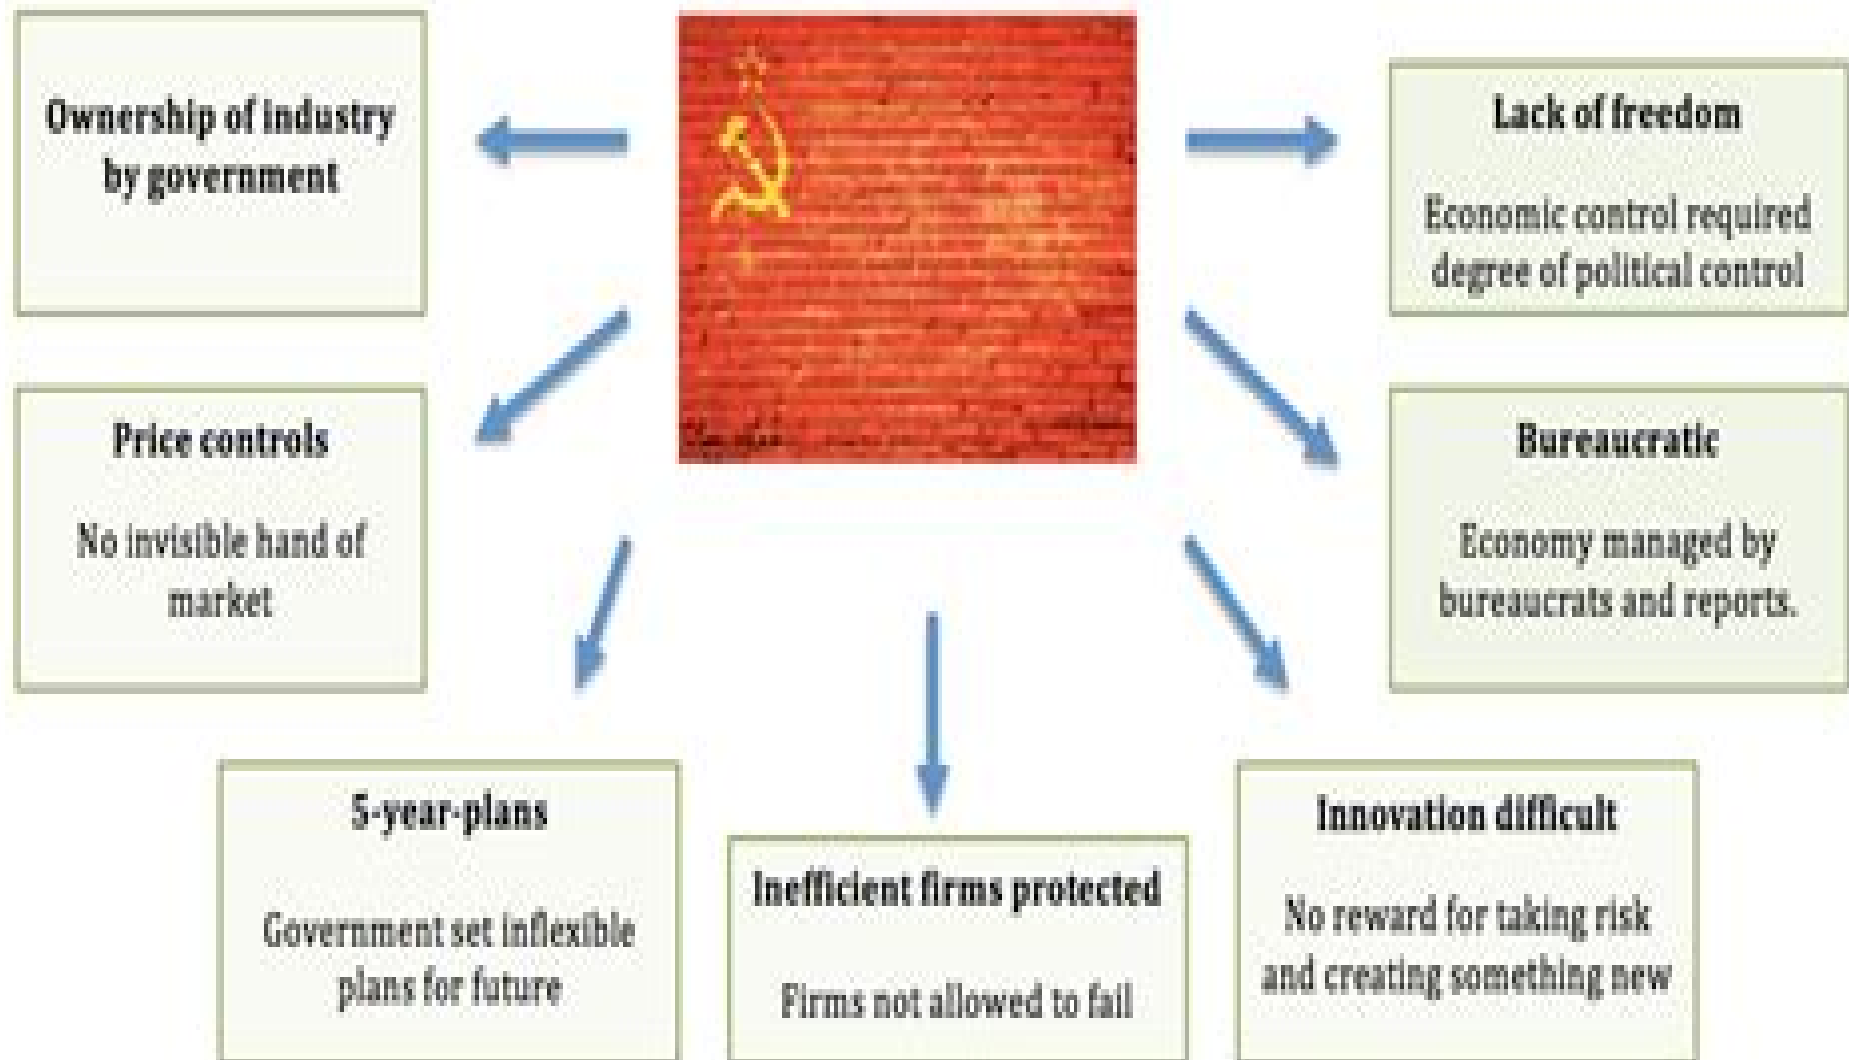 Ownership of industry
by government
Lack of freedom
Economic control required
degree of political control
Price controls
No invisible hand of
market
Bureaucratic
Economy managed by
bureaucrats and reports.
5-year-plans
Government set inflexible
plans for future
Inefficient firms protected
Firms not allowed to fail
Innovation difficult
No reward for taking risk
and creating something new